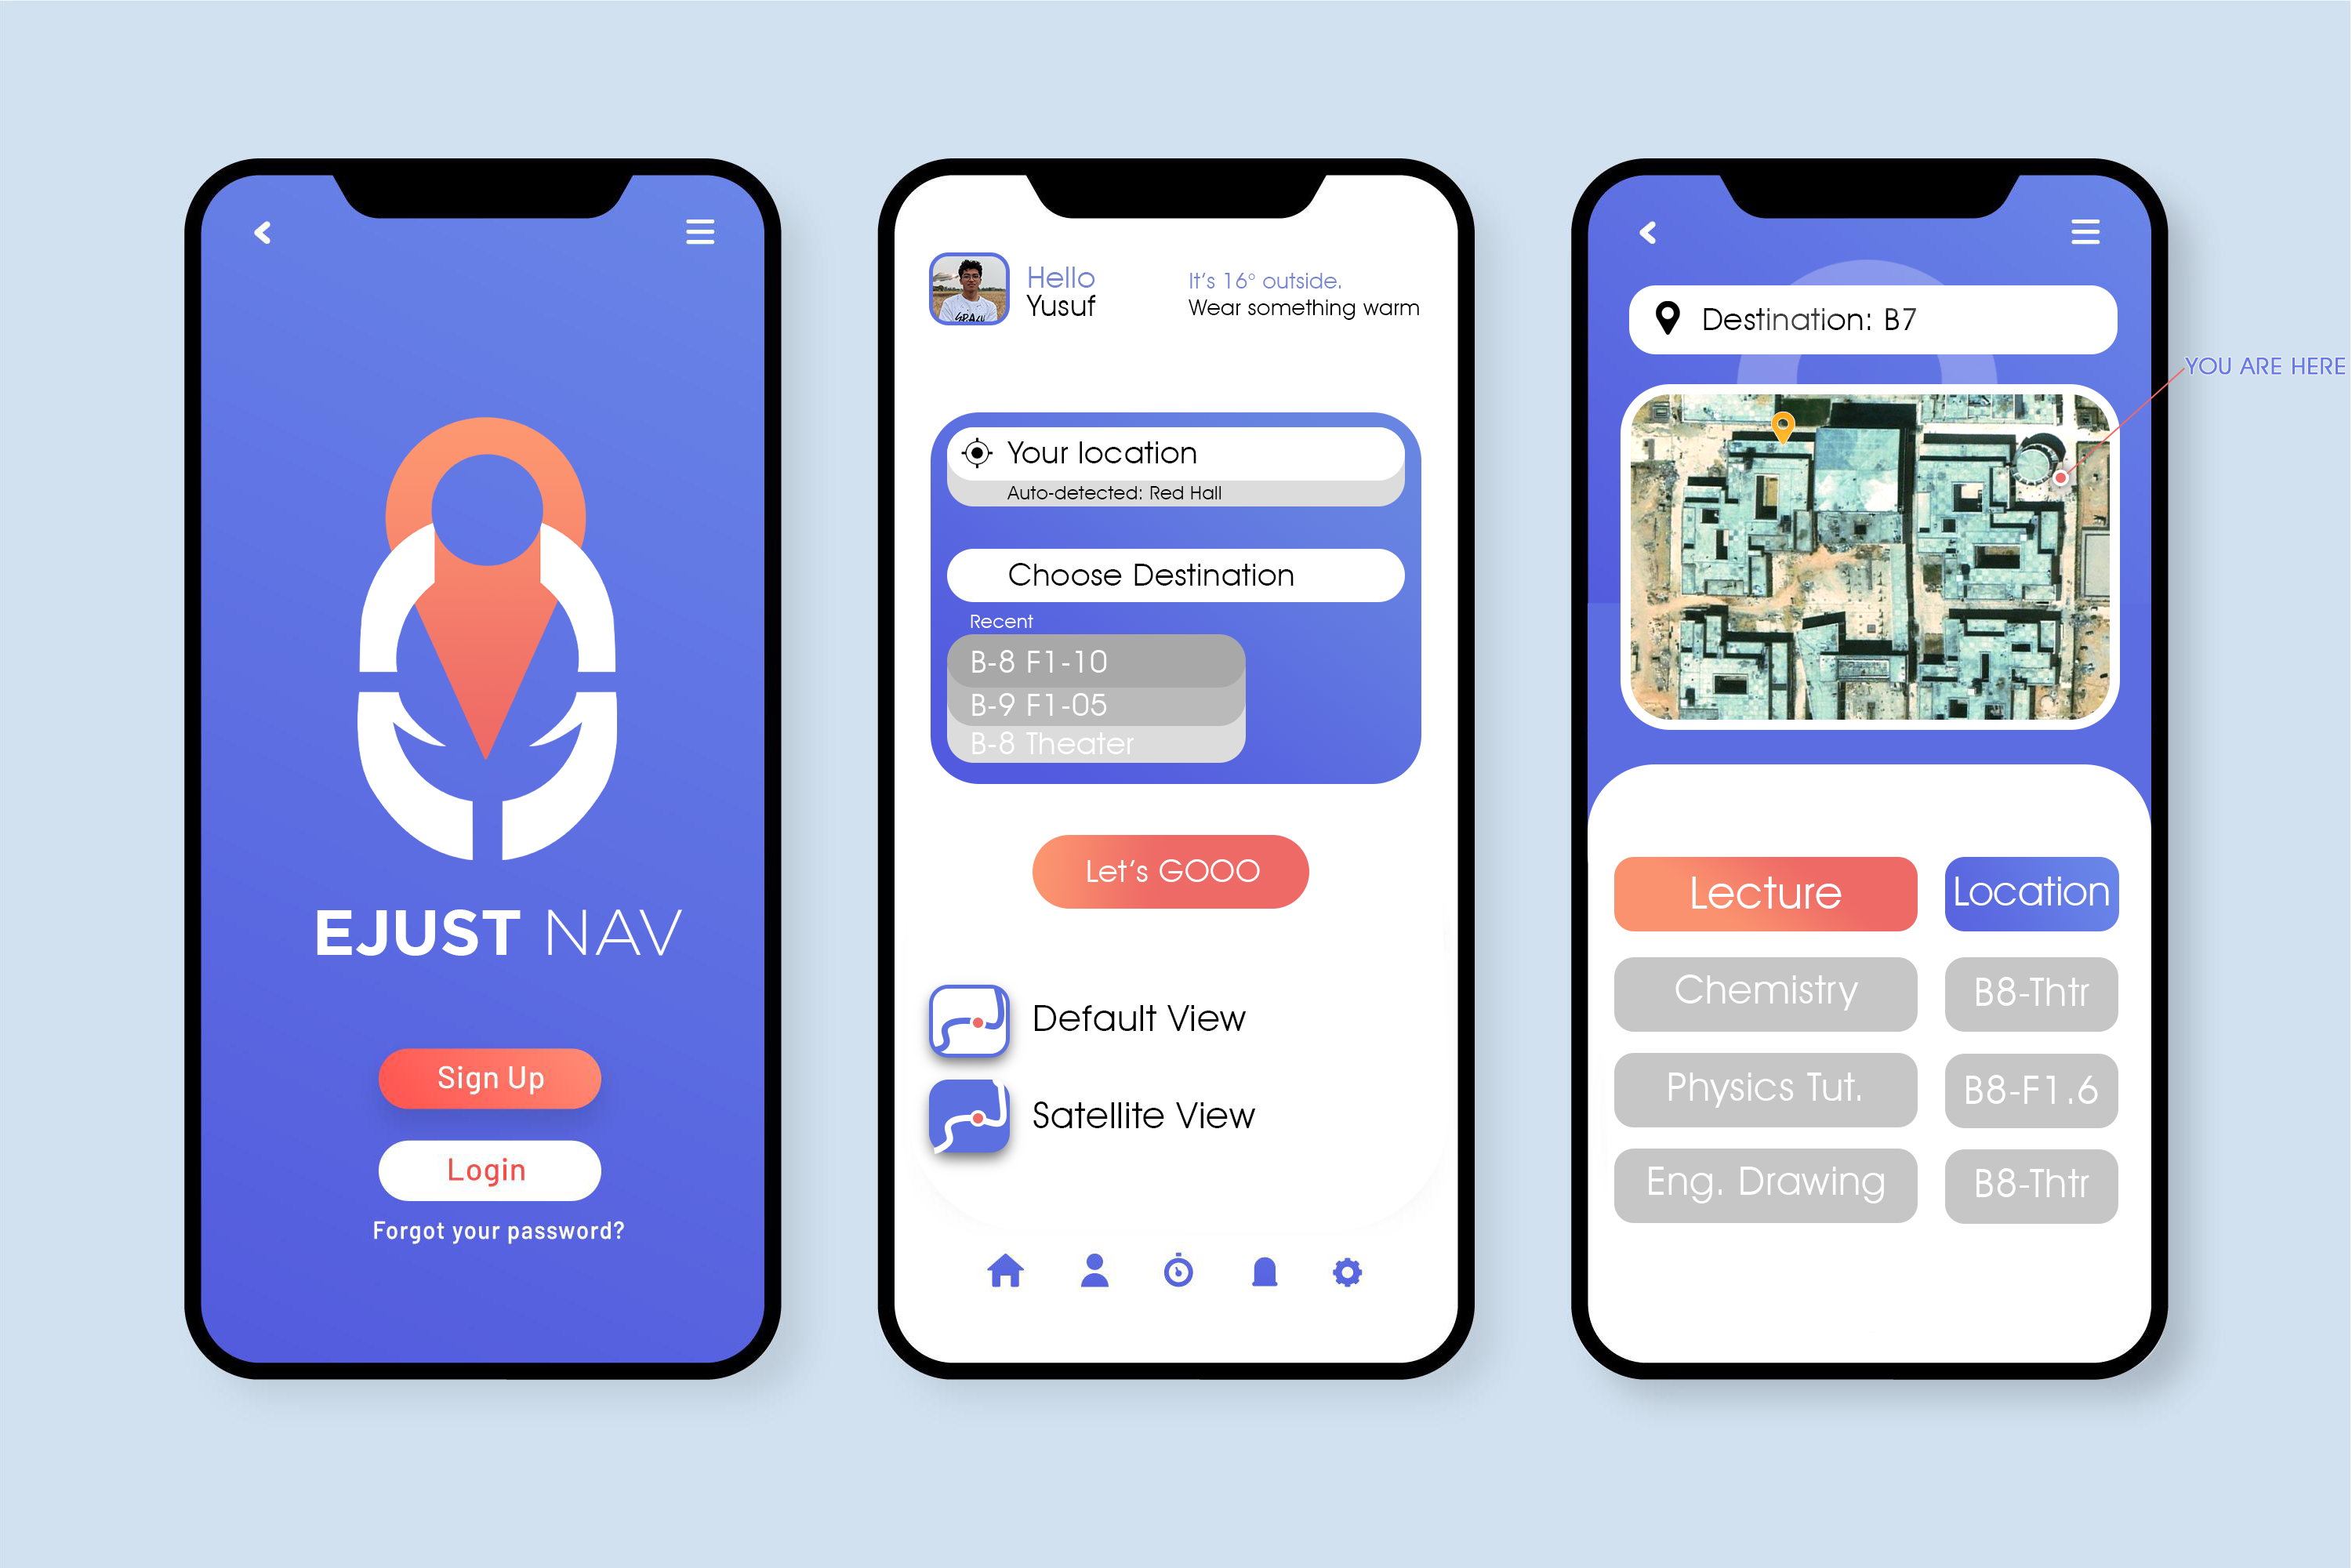 EJUST NAV
Sign Up
Login
Forgot your password?
Hello
Yusuf
It's 16° outside.
Wear something warm
Your location
Auto-detected: Red Hall
Choose Destination
Recent
B-8 F1-10
B-9 F1-05
B-8 Theater
Let's GOOO
Default View
Satellite View
Destination: B7
YOU ARE HERE
Lecture Location
Chemistry B8-Thtr
Physics Tut. B8-F1.6
Eng. Drawing B8-Thtr